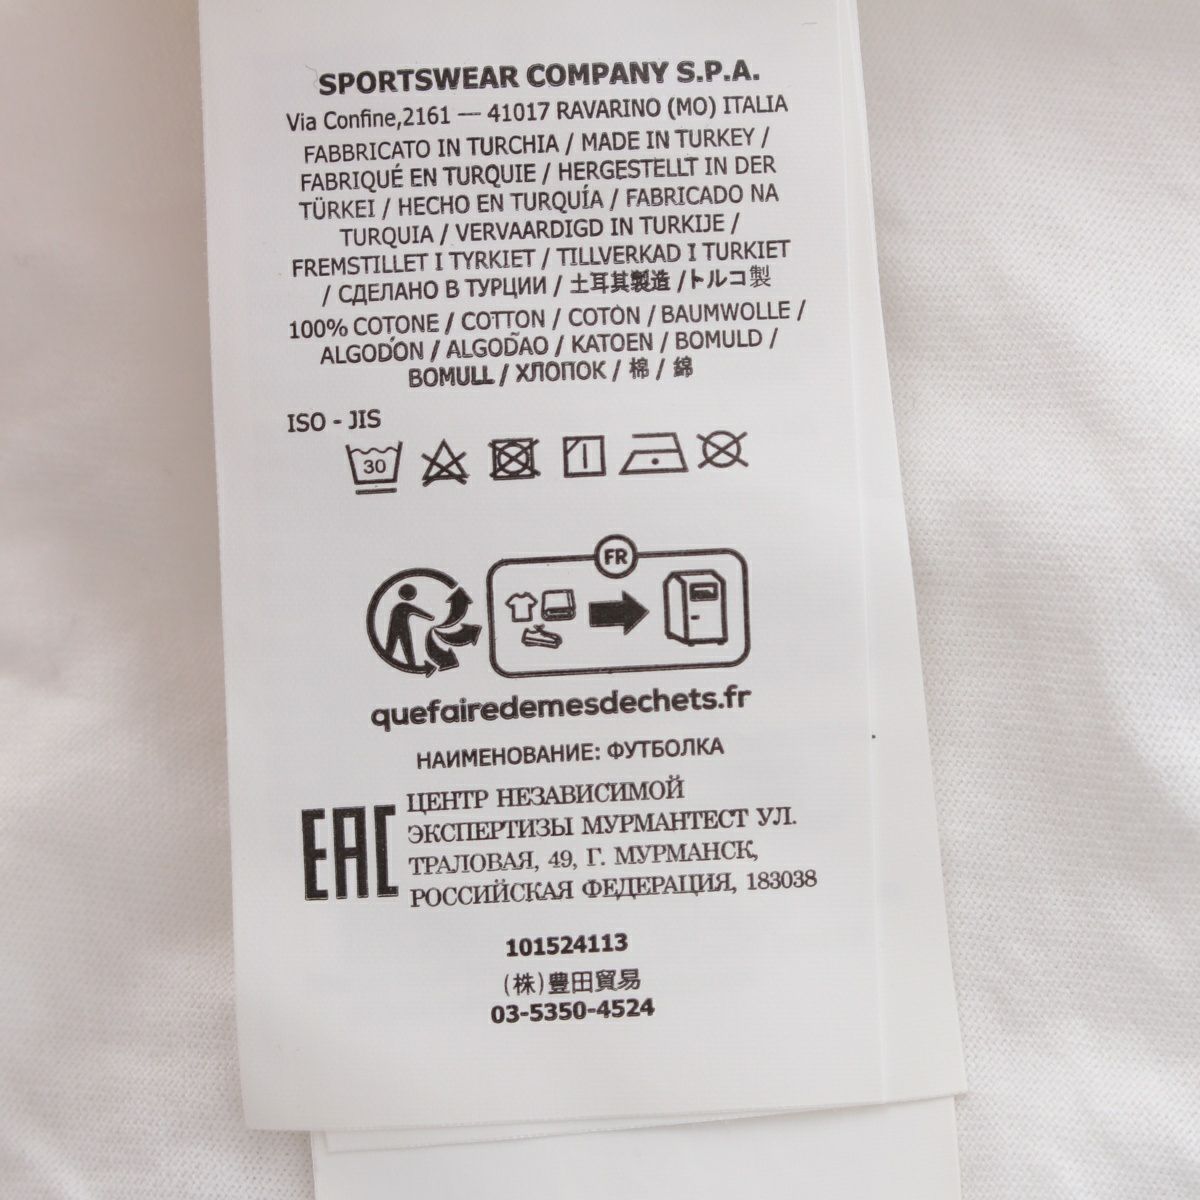 SPORTSWEAR COMPANY S.P.A.
Via Confine,2161 — 41017 RAVARINO (MO) ITALIA
FABBRICATO IN TURCHIA / MADE IN TURKEY /
FABRIQUÉ EN TURQUIE / HERGESTELLT IN DER
TÜRKEI / HECHO EN TURQUÍA / FABRICADO NA
TURQUIA / VERVAARDIGD IN TURKIJE /
FREMSTILLET I TYRKIET / TILLVERKAD I TURKIET
/ СДЕЛАНО В ТУРЦИИ / 土耳其製造 /トルコ製
100% COTONE / COTTON / COTON / BAUMWOLLE /
ALGODÓN / ALGODÃO / KATOEN / BOMULD /
BOMULL / ХЛОПОК / 棉 / 綿
ISO - JIS
30
FR
quefairedemesdechets.fr
НАИМЕНОВАНИЕ: ФУТБОЛКА
EAC
ЦЕНТР НЕЗАВИСИМОЙ
ЭКСПЕРТИЗЫ МУРМАНТЕСТ УЛ.
ТРАЛОВАЯ, 49, Г. МУРМАНСК,
РОССИЙСКАЯ ФЕДЕРАЦИЯ, 183038
101524113
(株)豊田貿易
03-5350-4524